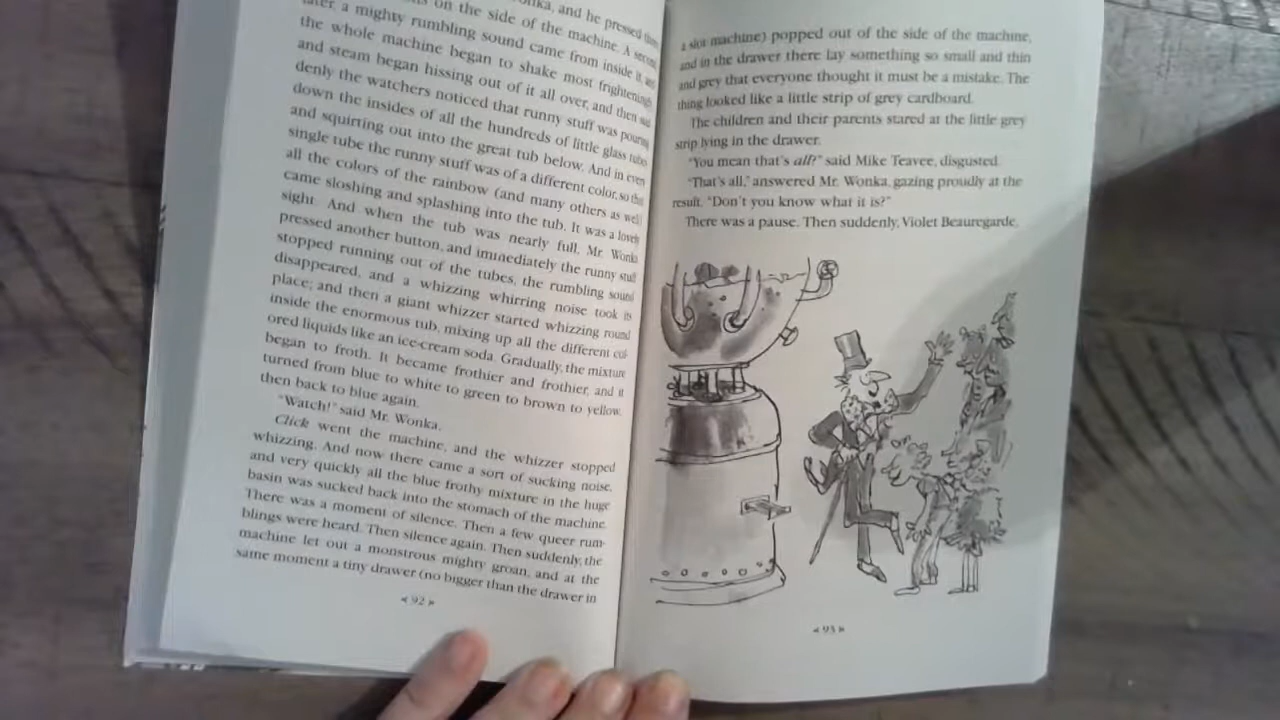 on the side of the machine. A second
later, a mighty rumbling sound came from inside it, and
the whole machine began to shake most frighteningly,
and steam began hissing out of it all over, and then sud-
denly the watchers noticed that runny stuff was pouring
down the insides of all the hundreds of little glass tubes
and squirting out into the great tub below. And in every
single tube the runny stuff was of a different color, so that
all the colors of the rainbow (and many others as well)
came sloshing and splashing into the tub. It was a lovely
sight. And when the tub was nearly full, Mr. Wonka
pressed another button, and immediately the runny stuff
stopped running out of the tubes, the rumbling sound
disappeared, and a whizzing whirring noise took its
place; and then a giant whizzer started whizzing round
inside the enormous tub, mixing up all the different col-
ored liquids like an ice-cream soda. Gradually, the mixture
began to froth. It became frothier and frothier, and it
turned from blue to white to green to brown to yellow,
then back to blue again.
"Watch!" said Mr. Wonka.
Click went the machine, and the whizzer stopped
whizzing. And now there came a sort of sucking noise,
and very quickly all the blue frothy mixture in the huge
basin was sucked back into the stomach of the machine.
There was a moment of silence. Then a few queer rum-
blings were heard. Then silence again. Then suddenly, the
machine let out a monstrous mighty groan, and at the
same moment a tiny drawer (no bigger than the drawer in
« 92 »
a slot machine) popped out of the side of the machine,
and in the drawer there lay something so small and thin
and grey that everyone thought it must be a mistake. The
thing looked like a little strip of grey cardboard.
The children and their parents stared at the little grey
strip lying in the drawer.
"You mean that's all?" said Mike Teavee, disgusted.
"That's all," answered Mr. Wonka, gazing proudly at the
result. "Don't you know what it is?"
There was a pause. Then suddenly, Violet Beauregarde,
« 93 »